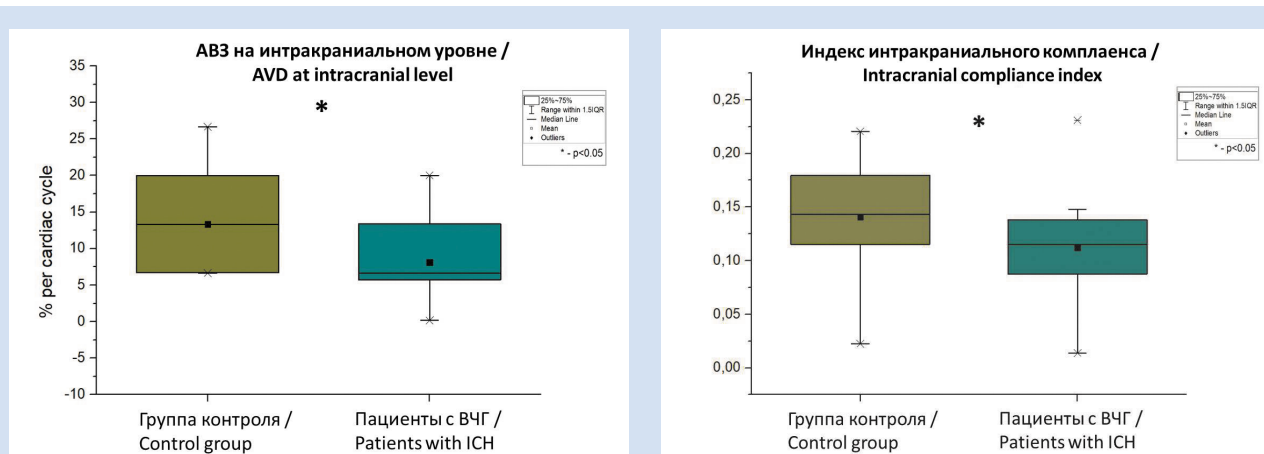 АВЗ на интракраниальном уровне /
AVD at intracranial level
35
30
25
20
15
10
5
0
-5
-10
% per cardiac cycle
*
25%~75%
Range within 1.5IQR
Median Line
Mean
Outliers
* - p<0.05
Группа контроля /
Control group
Пациенты с ВЧГ /
Patients with ICH
Индекс интракраниального комплаенса /
Intracranial compliance index
0,25
0,20
0,15
0,10
0,05
0,00
*
25%~75%
Range within 1.5IQR
Median Line
Mean
Outliers
* - p<0.05
Группа контроля /
Control group
Пациенты с ВЧГ /
Patients with ICH